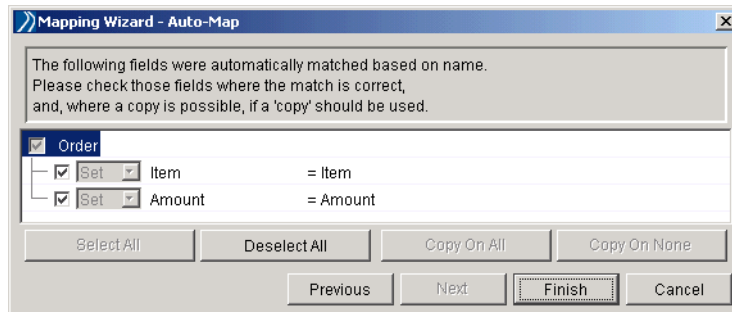 Mapping Wizard - Auto-Map
The following fields were automatically matched based on name.
Please check those fields where the match is correct,
and, where a copy is possible, if a 'copy' should be used.
Order
Set Item = Item
Set Amount = Amount
Select All Deselect All Copy On All Copy On None
Previous Next Finish Cancel